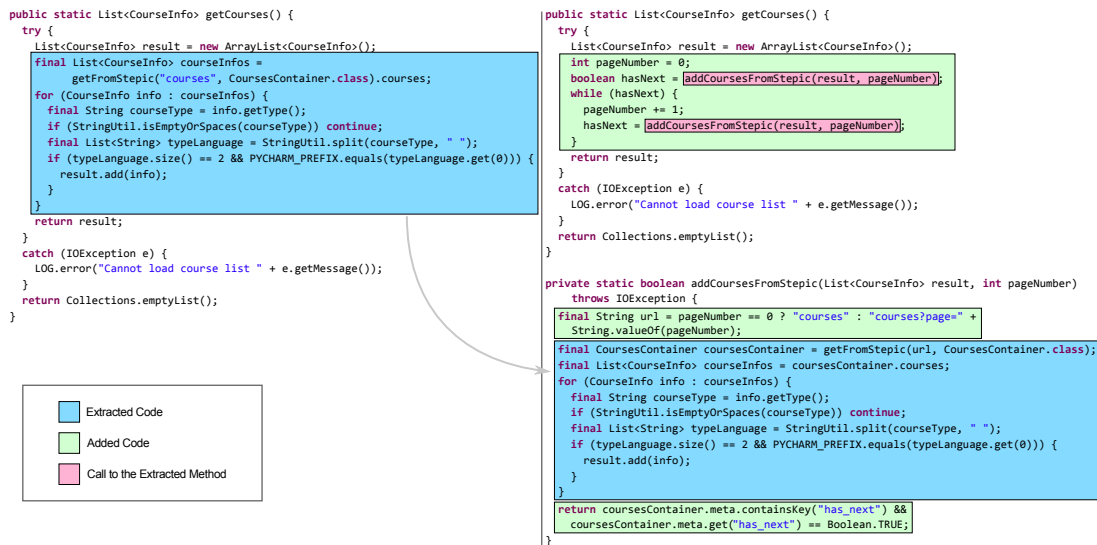 public static List<CourseInfo> getCourses() {
try {
List<CourseInfo> result = new ArrayList<CourseInfo>();
final List<CourseInfo> courseInfos =
getFromStepic("courses", CoursesContainer.class).courses;
for (CourseInfo info : courseInfos) {
final String courseType = info.getType();
if (StringUtil.isEmptyOrSpaces(courseType)) continue;
final List<String> typeLanguage = StringUtil.split(courseType, " ");
if (typeLanguage.size() == 2 && PYCHARM_PREFIX.equals(typeLanguage.get(0))) {
result.add(info);
}
}
return result;
}
catch (IOException e) {
LOG.error("Cannot load course list " + e.getMessage());
}
return Collections.emptyList();
}
Extracted Code
Added Code
Call to the Extracted Method
public static List<CourseInfo> getCourses() {
try {
List<CourseInfo> result = new ArrayList<CourseInfo>();
int pageNumber = 0;
boolean hasNext = addCoursesFromStepic(result, pageNumber);
while (hasNext) {
pageNumber += 1;
hasNext = addCoursesFromStepic(result, pageNumber);
}
return result;
}
catch (IOException e) {
LOG.error("Cannot load course list " + e.getMessage());
}
return Collections.emptyList();
}
private static boolean addCoursesFromStepic(List<CourseInfo> result, int pageNumber)
throws IOException {
final String url = pageNumber == 0 ? "courses" : "courses?page=" +
String.valueOf(pageNumber);
final CoursesContainer coursesContainer = getFromStepic(url, CoursesContainer.class);
final List<CourseInfo> courseInfos = coursesContainer.courses;
for (CourseInfo info : courseInfos) {
final String courseType = info.getType();
if (StringUtil.isEmptyOrSpaces(courseType)) continue;
final List<String> typeLanguage = StringUtil.split(courseType, " ");
if (typeLanguage.size() == 2 && PYCHARM_PREFIX.equals(typeLanguage.get(0))) {
result.add(info);
}
}
return coursesContainer.meta.containsKey("has_next") &&
coursesContainer.meta.get("has_next") == Boolean.TRUE;
}